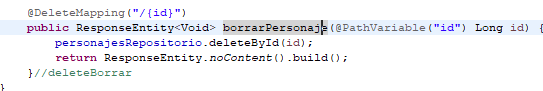 @DeleteMapping("/{id}")
public ResponseEntity<Void> borrarPersonaje(@PathVariable("id") Long id) {
personajesRepositorio.deleteById(id);
return ResponseEntity.noContent().build();
}//deleteBorrar
}